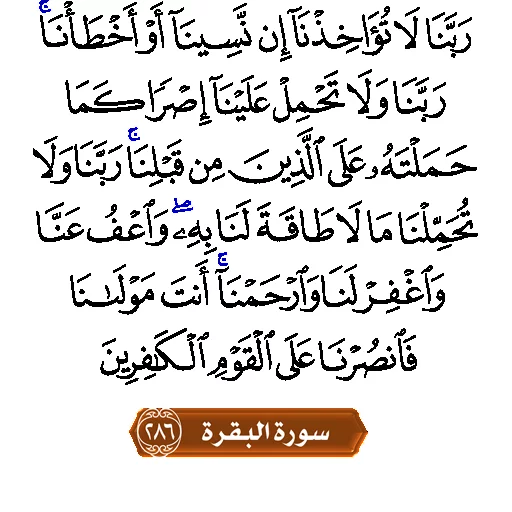 رَبَّنَا لَا تُؤَاخِذْنَآ إِن نَّسِينَآ أَوْ أَخْطَأْنَا ۚ
رَبَّنَا وَلَا تَحْمِلْ عَلَيْنَآ إِصْرًا كَمَا
حَمَلْتَهُۥ عَلَى ٱلَّذِينَ مِن قَبْلِنَا ۚ رَبَّنَا وَلَا
تُحَمِّلْنَا مَا لَا طَاقَةَ لَنَا بِهِۦ ۖ وَٱعْفُ عَنَّا
وَٱغْفِرْ لَنَا وَٱرْحَمْنَآ ۚ أَنتَ مَوْلَىٰنَا
فَٱنصُرْنَا عَلَى ٱلْقَوْمِ ٱلْكَـٰفِرِينَ
سورة البقرة ٢٨٦